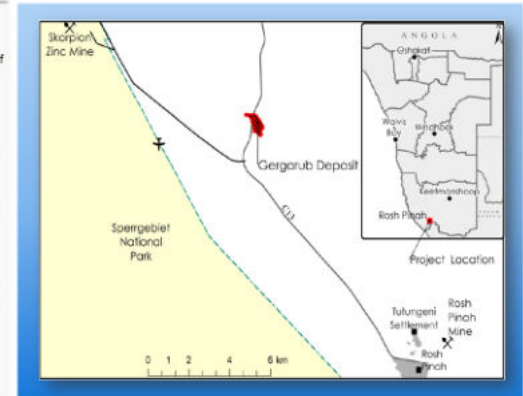 f
Skorpion
Zinc Mine
Gergarub Deposit
C13
Sperrgebiet
National
Park
0 1 2 4 6 km
Tutungeni
Settlement
Rosh
Pinah
Mine
Rosh
Pinah
ANGOLA
N
Oshakati
Walvis
Bay
Windhoek
Keetmanshoop
Rosh Pinah
Project Location